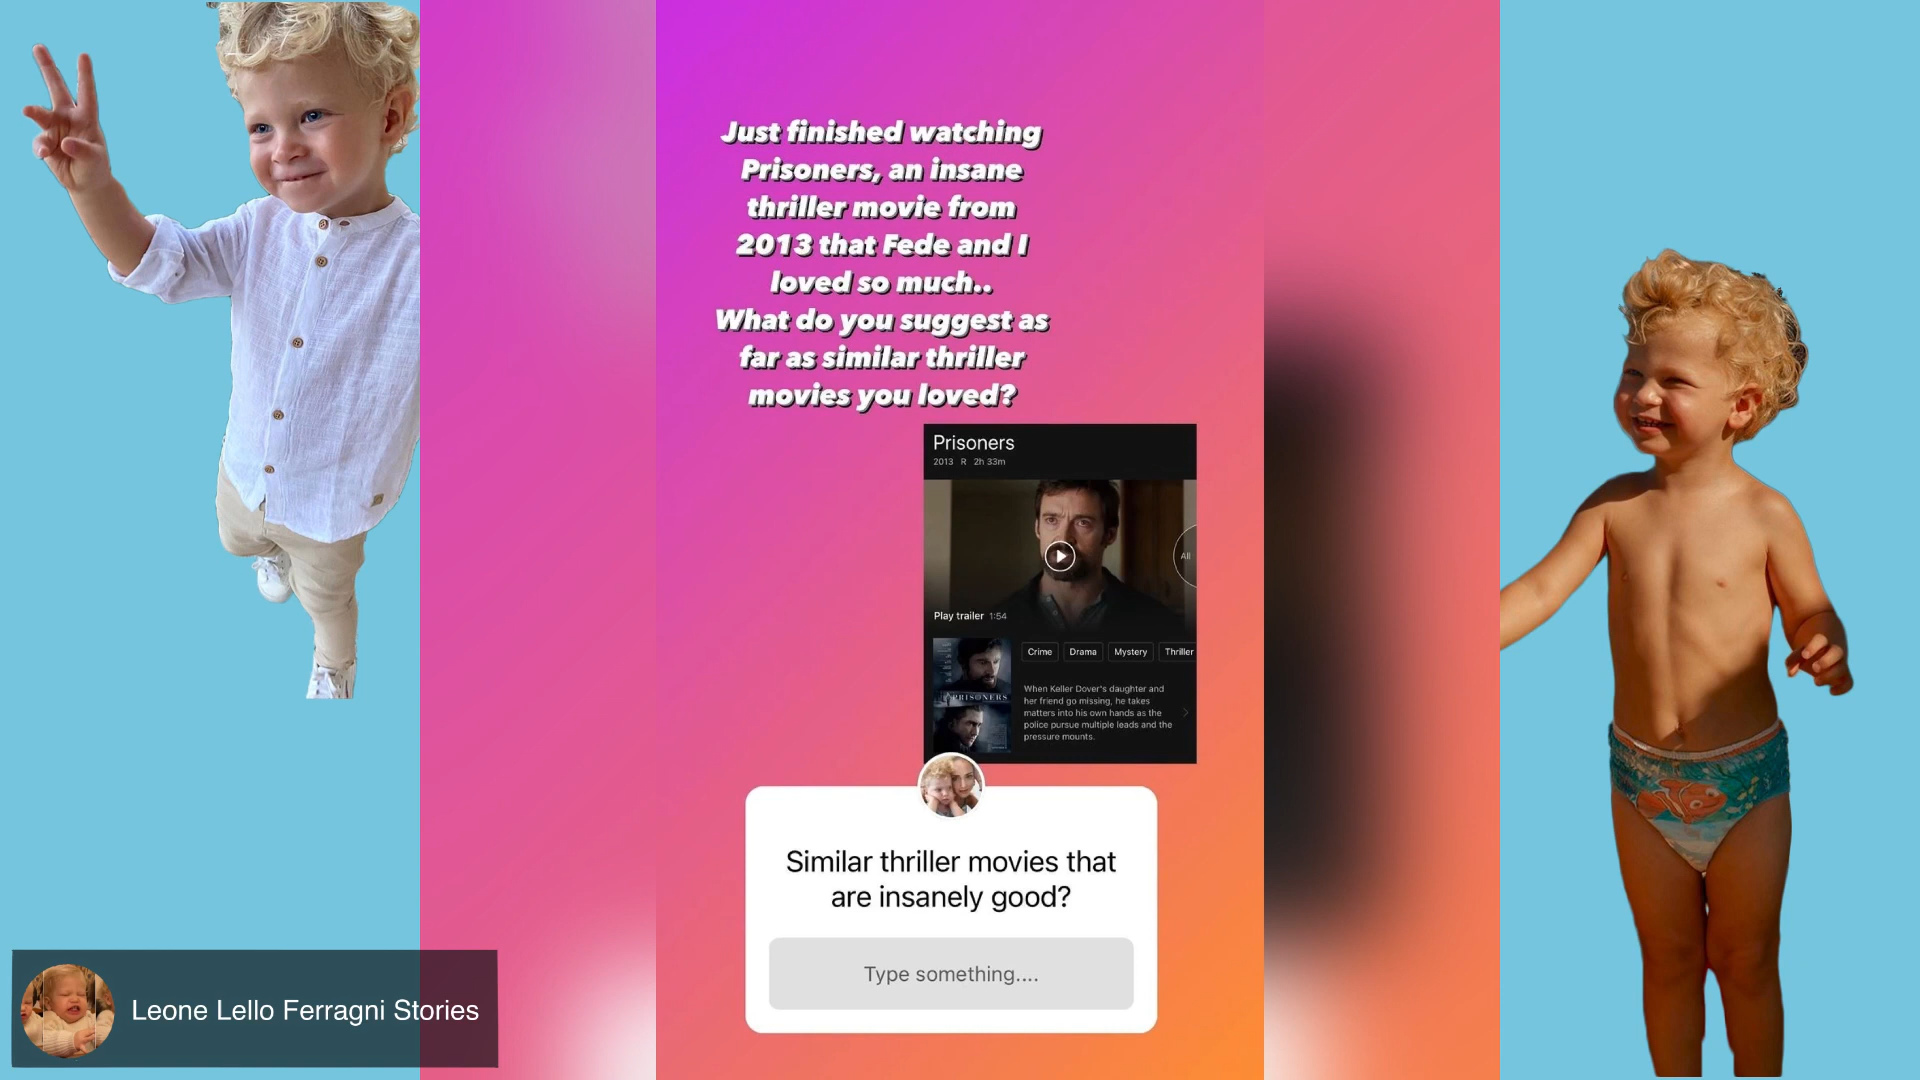 Just finished watching
Prisoners, an insane
thriller movie from
2013 that Fede and I
loved so much..
What do you suggest as
far as similar thriller
movies you loved?
Prisoners
2013 R 2h 33m
All
Play trailer 1:54
Crime Drama Mystery Thriller
PRISONERS
When Keller Dover's daughter and
her friend go missing, he takes
matters into his own hands as the
police pursue multiple leads and the
pressure mounts.
Similar thriller movies that
are insanely good?
Type something....
Leone Lello Ferragni Stories